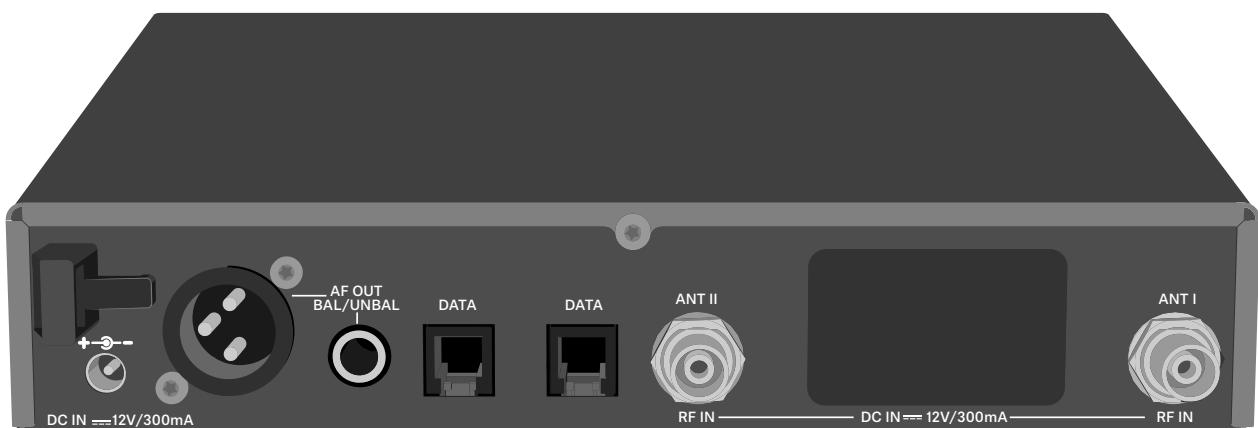 AF OUT
BAL/UNBAL
DATA
DATA
ANT II
ANT I
+ -
DC IN ⎓ 12V/300mA
RF IN
DC IN ⎓ 12V/300mA
RF IN